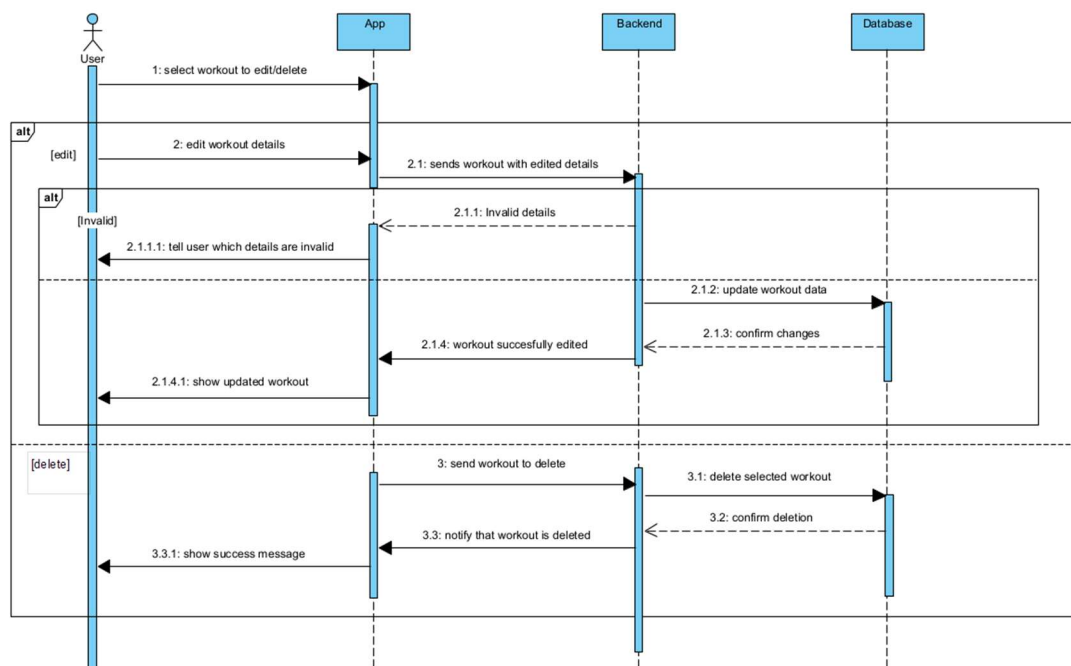 App
Backend
Database
User
1: select workout to edit/delete
alt
[edit]
2: edit workout details
2.1: sends workout with edited details
alt
[Invalid]
2.1.1: Invalid details
2.1.1.1: tell user which details are invalid
2.1.2: update workout data
2.1.3: confirm changes
2.1.4: workout succesfully edited
2.1.4.1: show updated workout
[delete]
3: send workout to delete
3.1: delete selected workout
3.2: confirm deletion
3.3: notify that workout is deleted
3.3.1: show success message